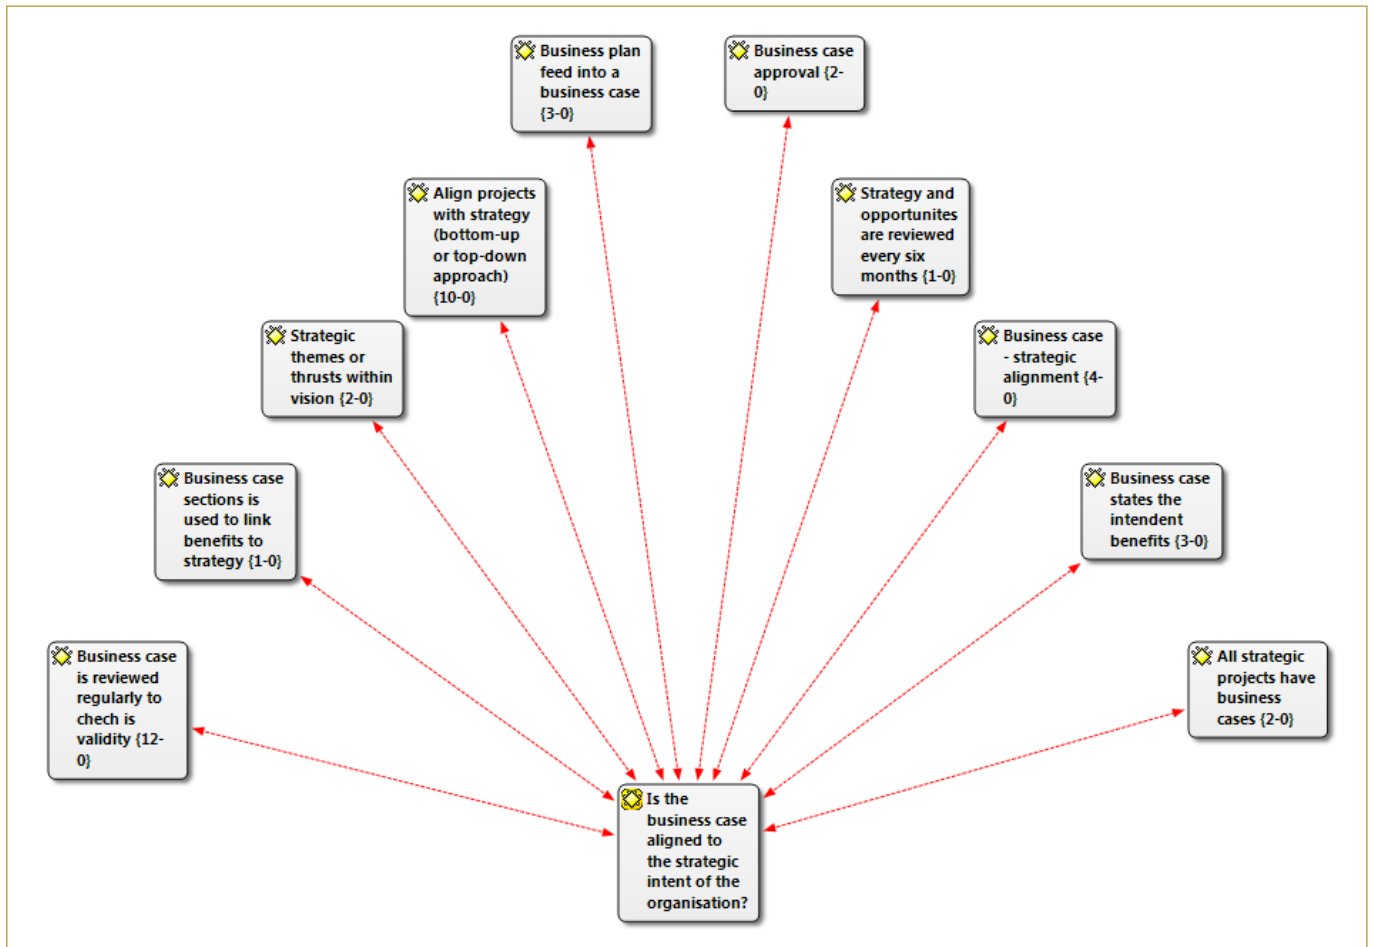 Business plan
feed into a
business case
{3-0}
Business case
approval {2-
0}
Align projects
with strategy
(bottom-up
or top-down
approach)
{10-0}
Strategy and
opportunites
are reviewed
every six
months {1-0}
Strategic
themes or
thrusts within
vision {2-0}
Business case
- strategic
alignment {4-
0}
Business case
sections is
used to link
benefits to
strategy {1-0}
Business case
states the
intendent
benefits {3-0}
Business case
is reviewed
regularly to
chech is
validity {12-
0}
All strategic
projects have
business
cases {2-0}
Is the
business case
aligned to
the strategic
intent of the
organisation?